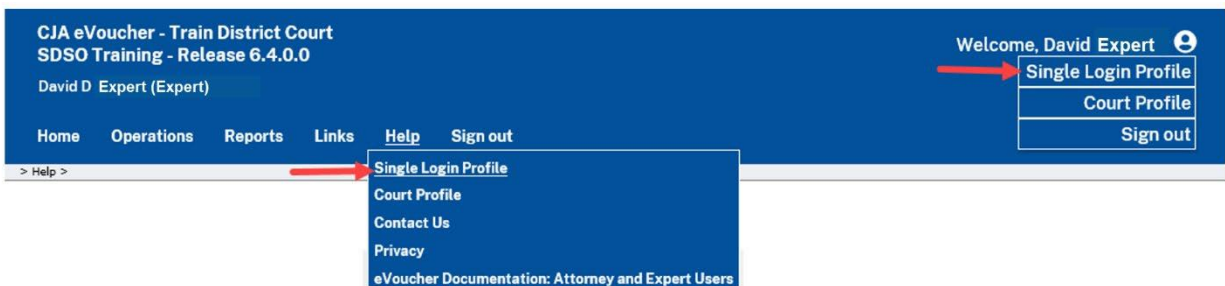 CJA eVoucher - Train District Court
SDSO Training - Release 6.4.0.0
David D Expert (Expert)
Welcome, David Expert
Single Login Profile
Court Profile
Sign out
Home Operations Reports Links Help Sign out
> Help >
Single Login Profile
Court Profile
Contact Us
Privacy
eVoucher Documentation: Attorney and Expert Users